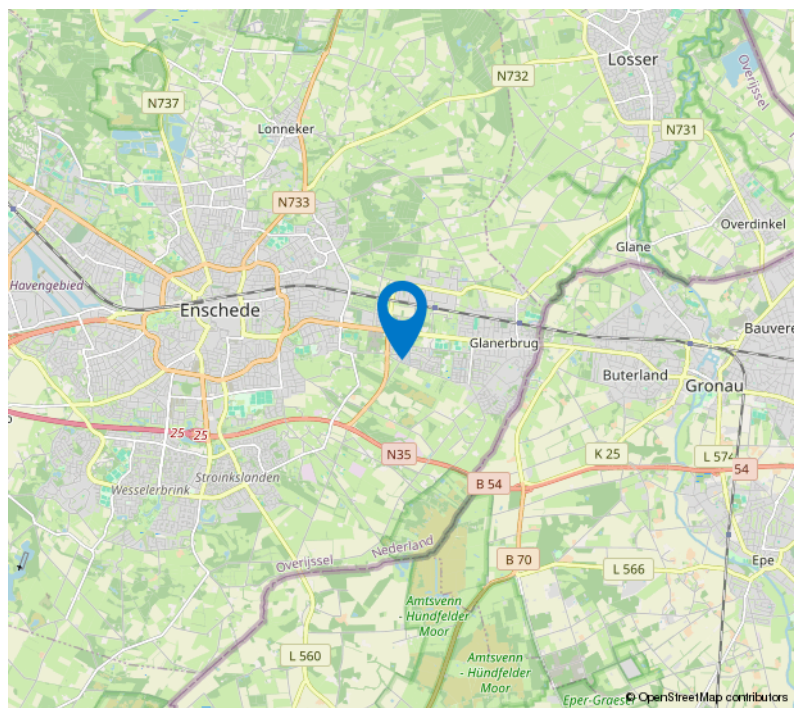 Losser
N732
Overijssel
N737
Lonneker
N731
N733
Overdinkel
Glane
Havengebied
Enschede
Bauvere
Glanerbrug
Buterland
Gronau
25
25
N35
K 25
L 574
54
Stroinkslanden
Wesselerbrink
B 54
Nederland
Overijssel
B 70
L 566
Epe
Amtsvenn
- Hündfelder
Moor
L 560
Amtsvenn
- Hündfelder
Moor
Eper-Graeser
© OpenStreetMap contributors